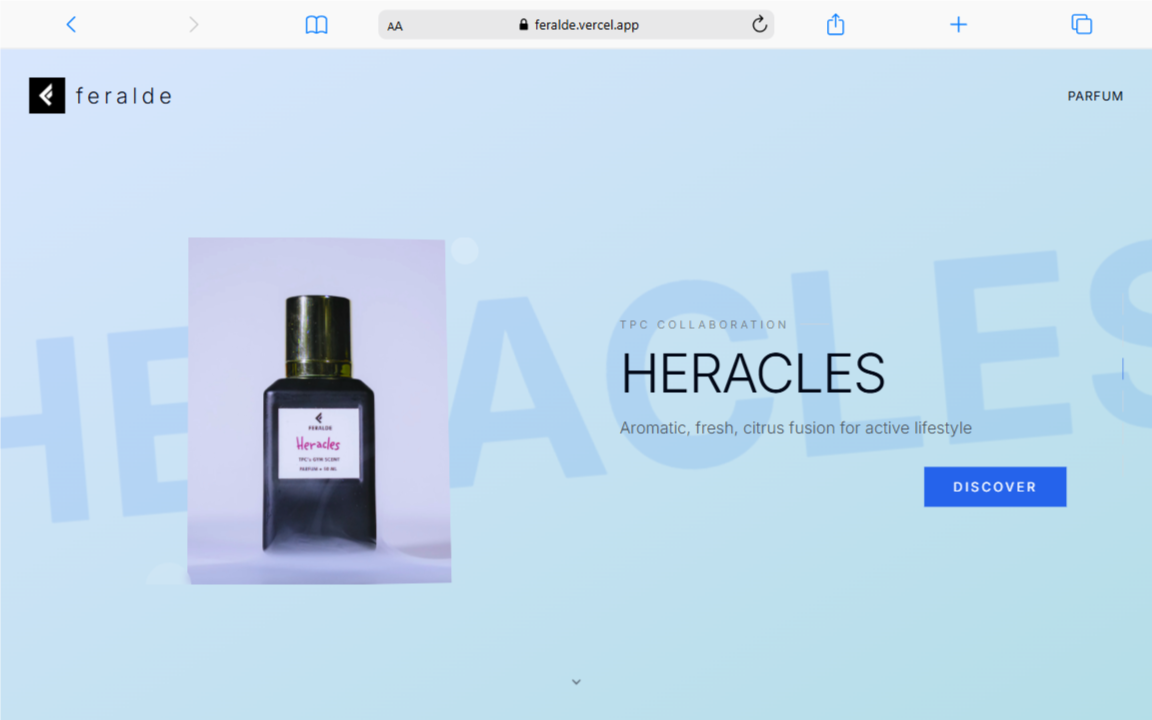 AA
feralde.vercel.app
feralde
PARFUM
HERACLES
FERALDE
Heracles
TPC's GYM SCENT
PARFUM • 50 ML
TPC COLLABORATION
HERACLES
Aromatic, fresh, citrus fusion for active lifestyle
DISCOVER